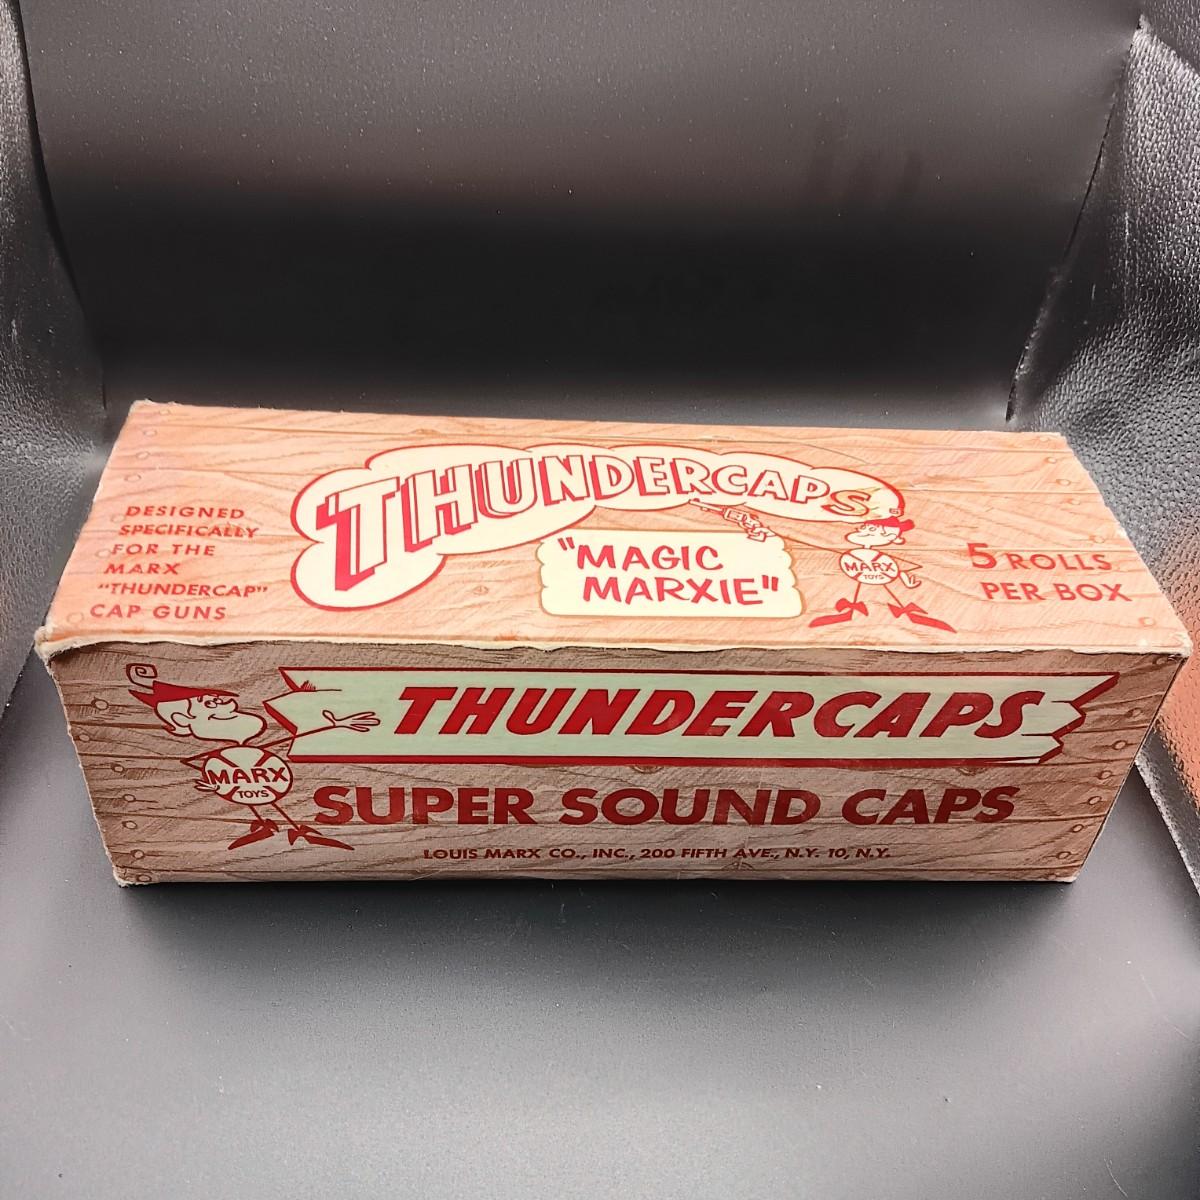 THUNDERCAPS
DESIGNED
SPECIFICALLY
FOR THE
MARX
"THUNDERCAP"
CAP GUNS
"MAGIC
MARXIE"
MARX
TOYS
5 ROLLS
PER BOX
THUNDERCAPS
MARX
TOYS
SUPER SOUND CAPS
LOUIS MARX CO., INC., 200 FIFTH AVE., N.Y. 10, N.Y.